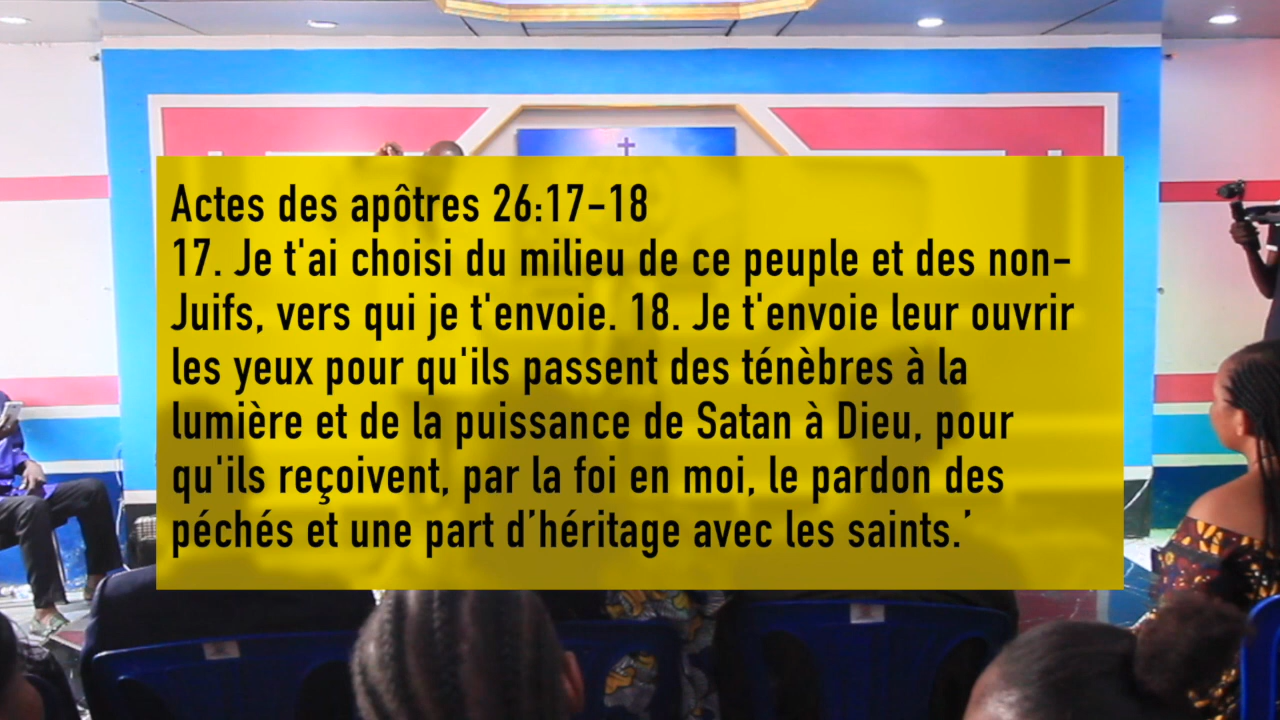 Actes des apôtres 26:17-18
17. Je t'ai choisi du milieu de ce peuple et des non-
Juifs, vers qui je t'envoie. 18. Je t'envoie leur ouvrir
les yeux pour qu'ils passent des ténèbres à la
lumière et de la puissance de Satan à Dieu, pour
qu'ils reçoivent, par la foi en moi, le pardon des
péchés et une part d’héritage avec les saints.’